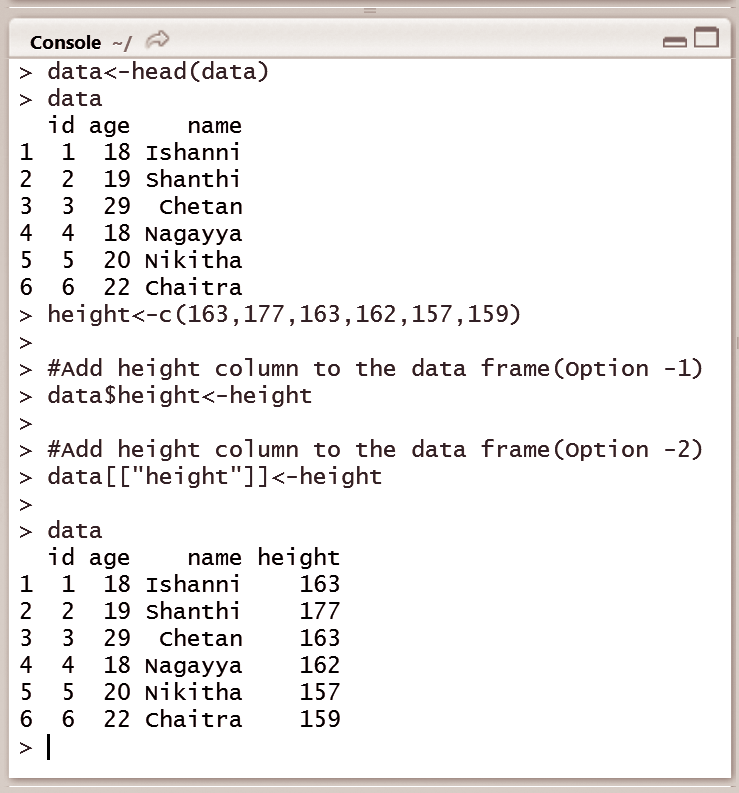 Console ~/
> data<-head(data)
> data
  id age    name
1  1  18 Ishanni
2  2  19 Shanthi
3  3  29  Chetan
4  4  18 Nagayya
5  5  20 Nikitha
6  6  22 Chaitra
> height<-c(163,177,163,162,157,159)
>
> #Add height column to the data frame(Option -1)
> data$height<-height
>
> #Add height column to the data frame(Option -2)
> data[["height"]]<-height
>
> data
  id age    name height
1  1  18 Ishanni    163
2  2  19 Shanthi    177
3  3  29  Chetan    163
4  4  18 Nagayya    162
5  5  20 Nikitha    157
6  6  22 Chaitra    159
>